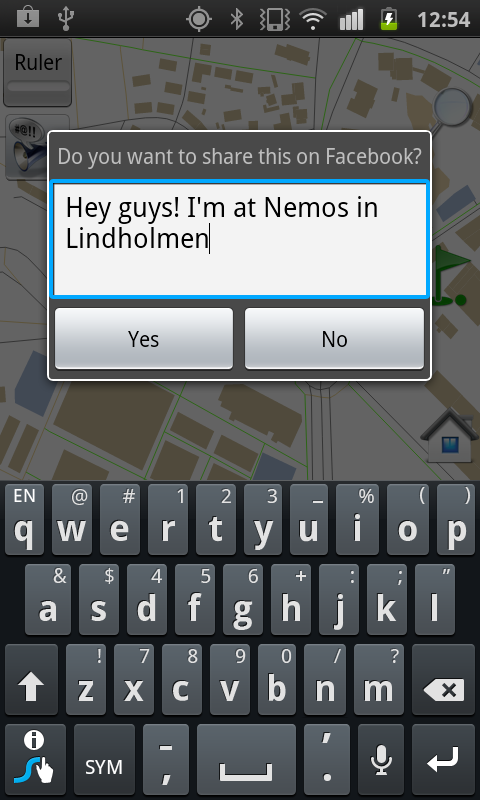 12:54
Ruler
#@!!
Do you want to share this on Facebook?
Hey guys! I'm at Nemos in
Lindholmen
Yes No
EN @ # 1 2 3 _ % ( )
q w e r t y u i o p
& $ 4 5 6 + : ; "
a s d f g h j k l
! 7 8 9 0 / ?
z x c v b n m
SYM - , ' .